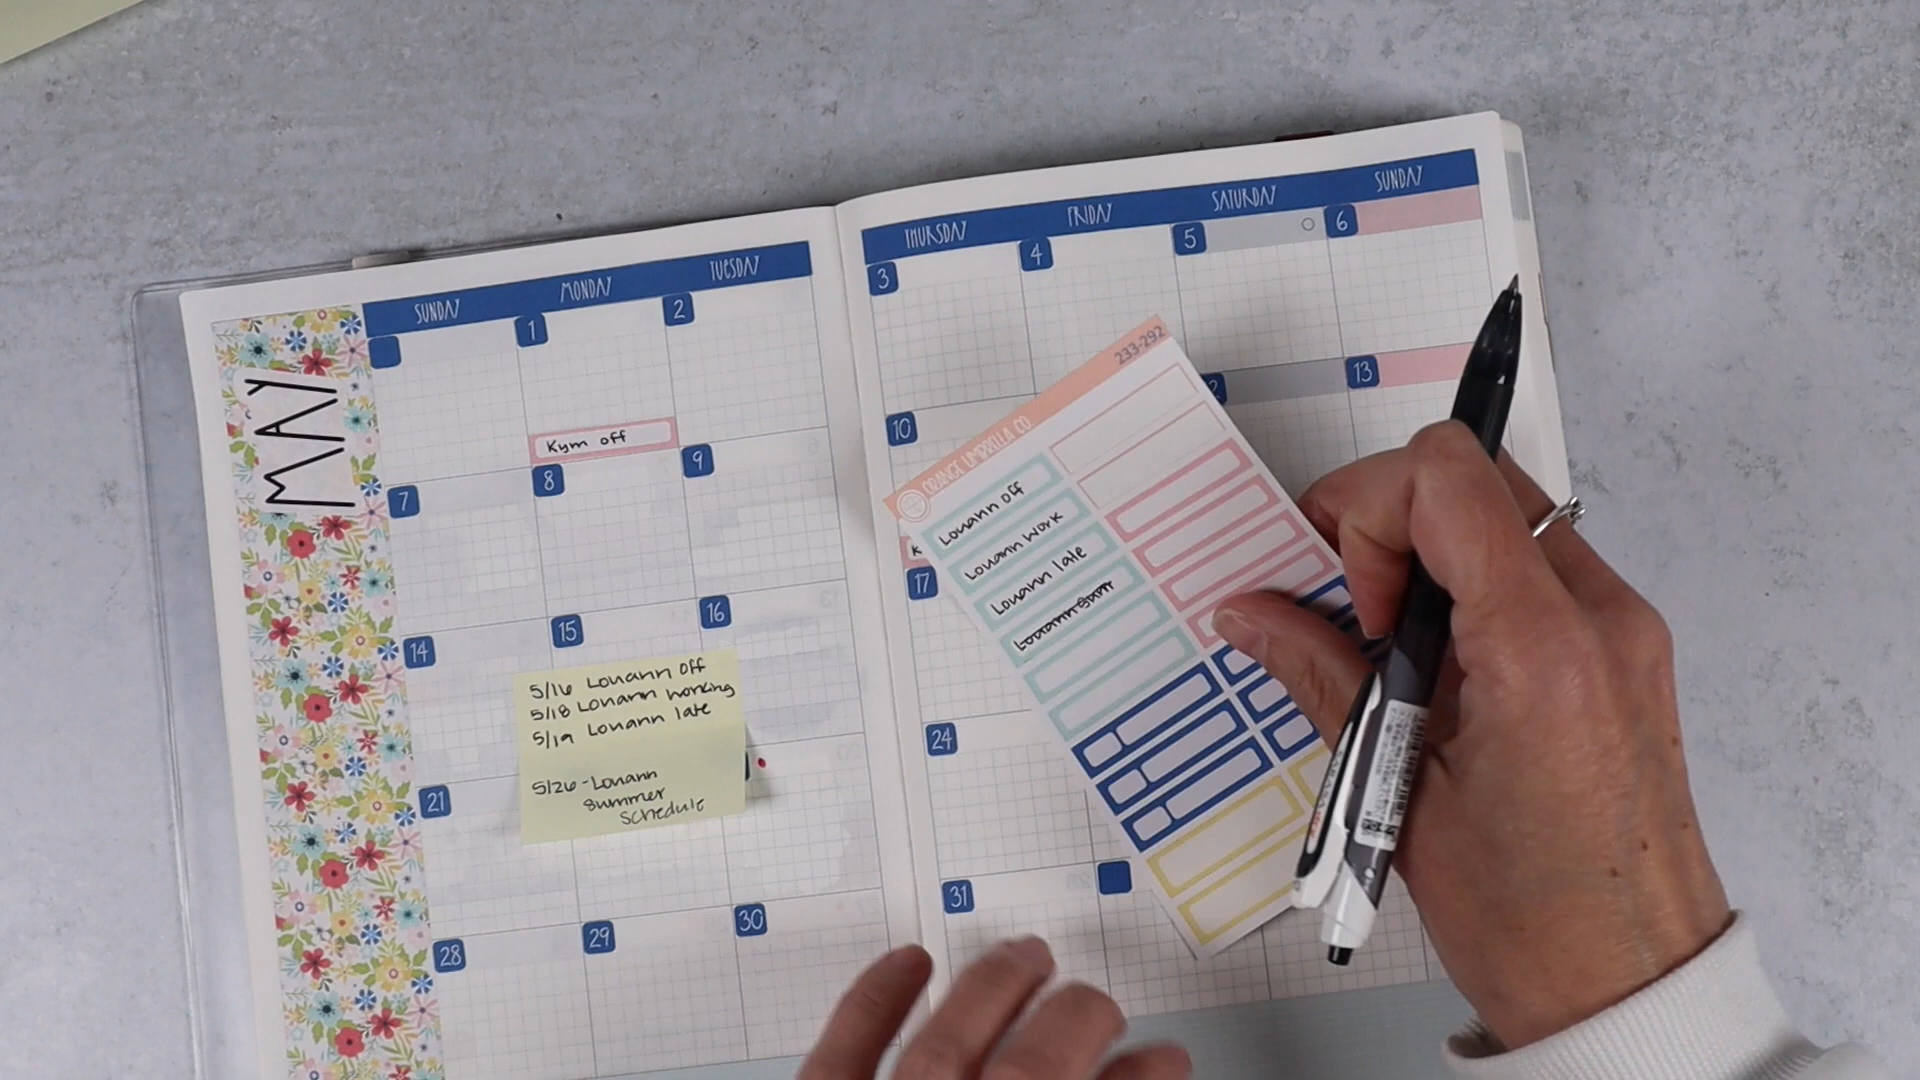 MAY
SUNDAY MONDAY TUESDAY
1 2
Kym off
7 8 9
14 15 16
5/16 Louann off
5/18 Louann working
5/19 Louann late
5/26 - Louann
summer
schedule
21
28 29 30
THURSDAY FRIDAY SATURDAY SUNDAY
3 4 5 6
10 13
K
17
24
31
233-292
ORANGE UMBRELLA CO
Louann off
Louann work
Louann late
Louann sum